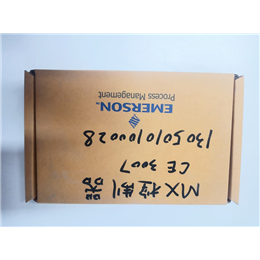 Process Management
EMERSON
1305010100028
CE 3007
MX控制
器